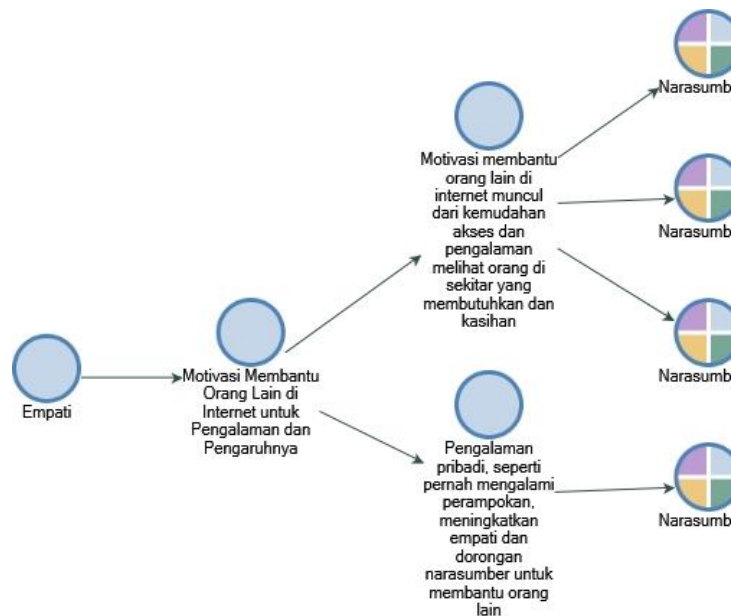 Empati
Motivasi Membantu
Orang Lain di
Internet untuk
Pengalaman dan
Pengaruhnya
Motivasi membantu
orang lain di
internet muncul
dari kemudahan
akses dan
pengalaman
melihat orang di
sekitar yang
membutuhkan dan
kasihan
Pengalaman
pribadi, seperti
pernah mengalami
perampokan,
meningkatkan
empati dan
dorongan
narasumber untuk
membantu orang
lain
Narasumb
Narasumb
Narasumb
Narasumb